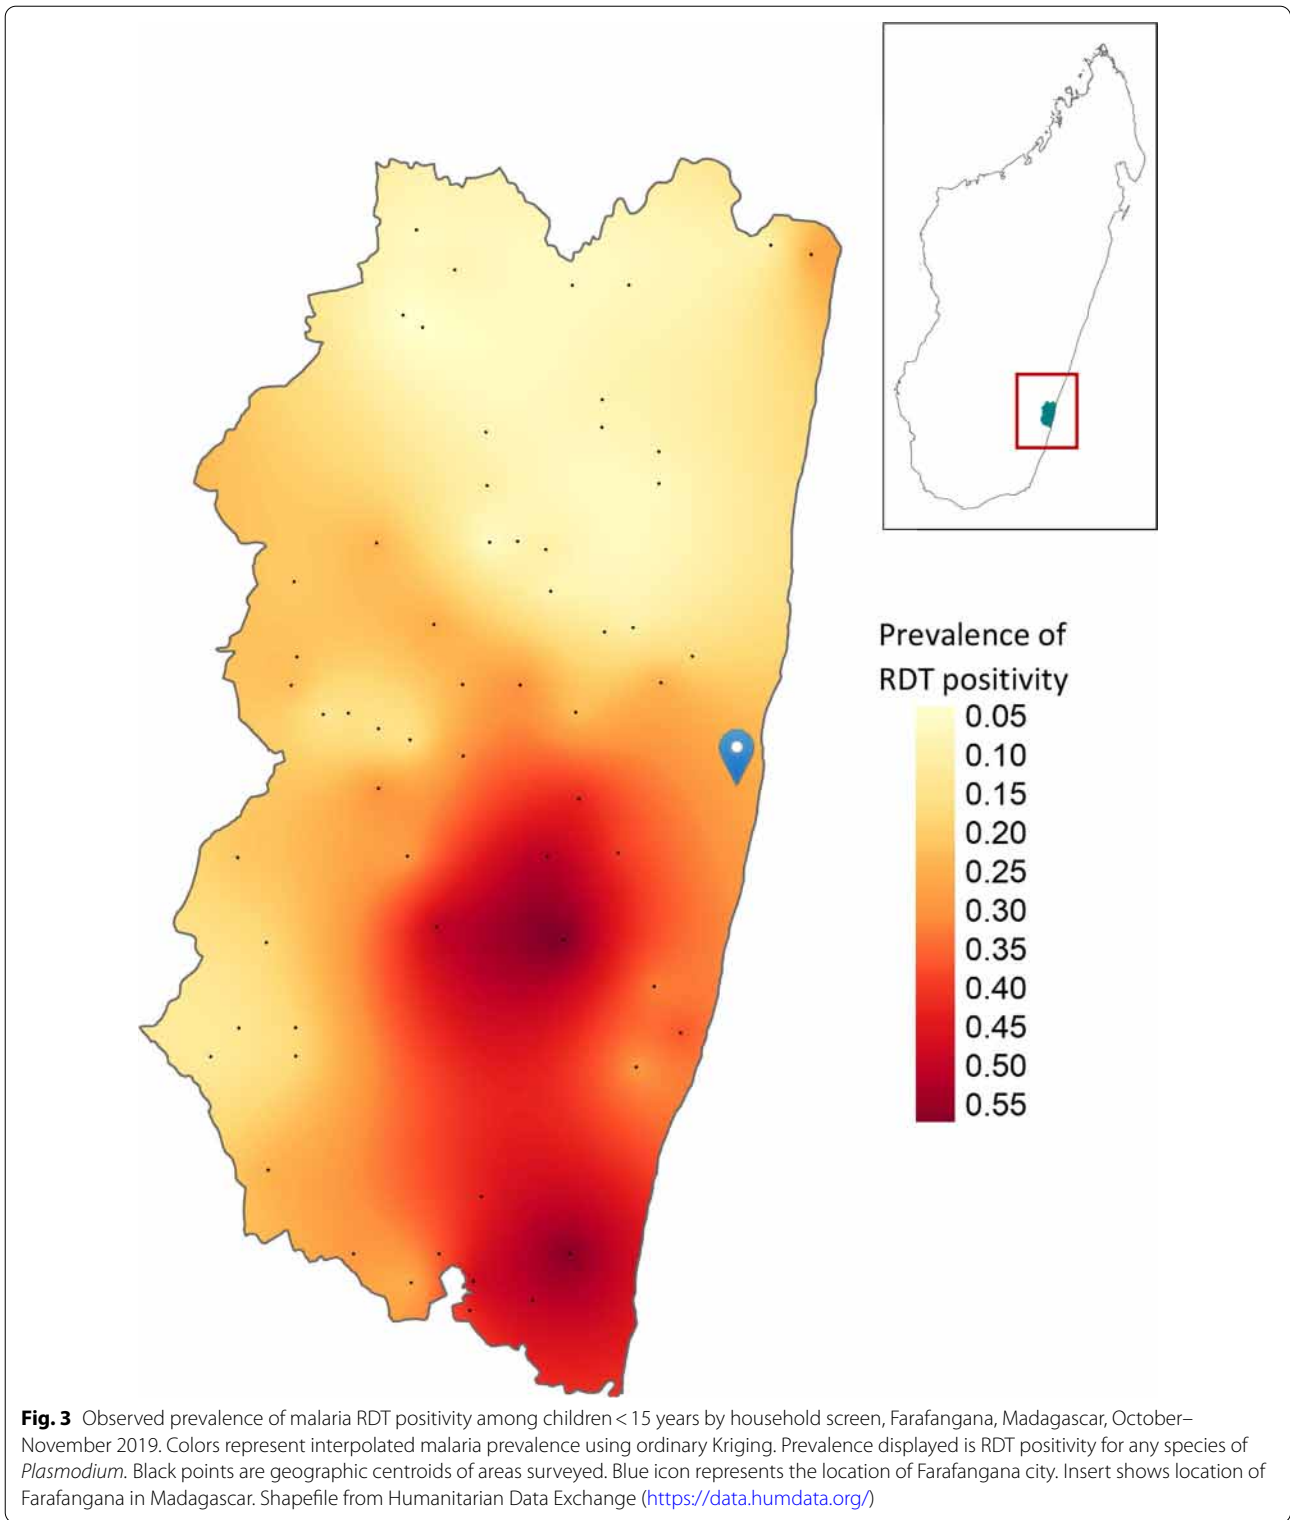 Prevalence of
RDT positivity
0.05
0.10
0.15
0.20
0.25
0.30
0.35
0.40
0.45
0.50
0.55
Fig. 3 Observed prevalence of malaria RDT positivity among children < 15 years by household screen, Farafangana, Madagascar, October–
November 2019. Colors represent interpolated malaria prevalence using ordinary Kriging. Prevalence displayed is RDT positivity for any species of
Plasmodium. Black points are geographic centroids of areas surveyed. Blue icon represents the location of Farafangana city. Insert shows location of
Farafangana in Madagascar. Shapefile from Humanitarian Data Exchange (https://data.humdata.org/)